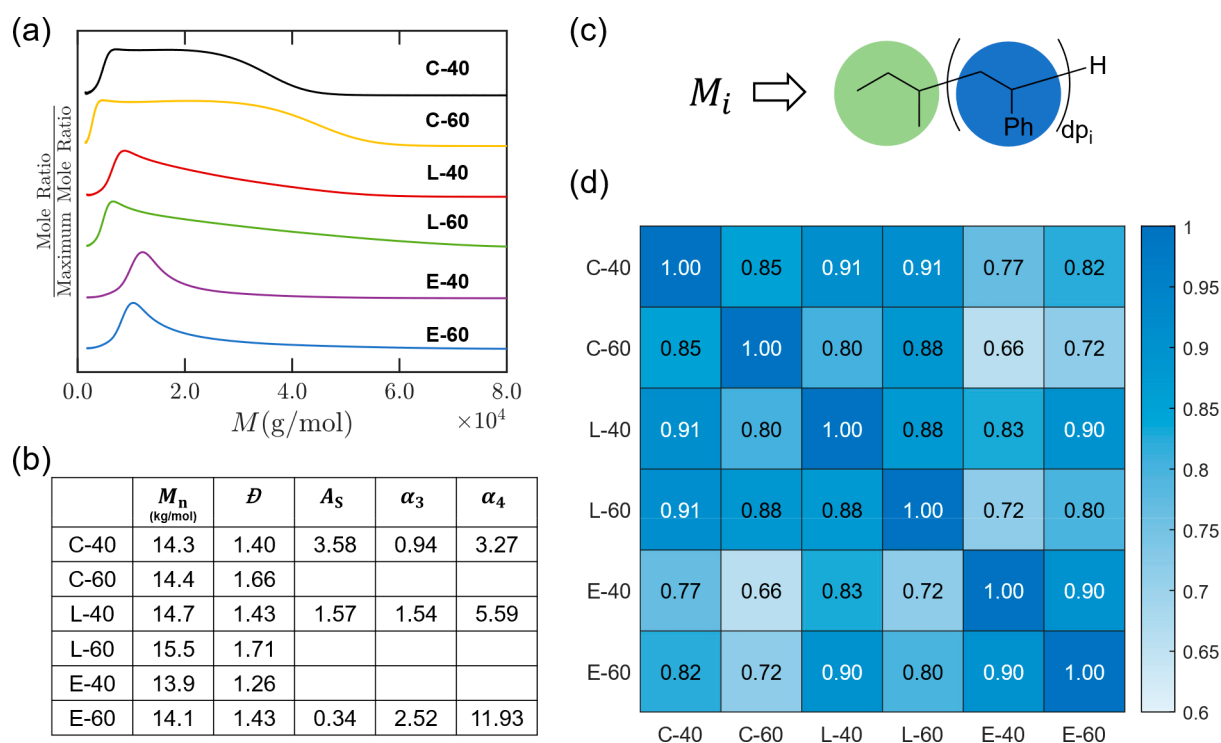 (a)
C-40
C-60
L-40
L-60
E-40
E-60
Mole Ratio
Maximum Mole Ratio
0.0 2.0 4.0 6.0 8.0
M(g/mol) ×10⁴
(b)
Mₙ (kg/mol) Đ Aₛ α₃ α₄
C-40 14.3 1.40 3.58 0.94 3.27
C-60 14.4 1.66
L-40 14.7 1.43 1.57 1.54 5.59
L-60 15.5 1.71
E-40 13.9 1.26
E-60 14.1 1.43 0.34 2.52 11.93
(c)
Mᵢ
H
Ph
dpᵢ
(d)
C-40 1.00 0.85 0.91 0.91 0.77 0.82
C-60 0.85 1.00 0.80 0.88 0.66 0.72
L-40 0.91 0.80 1.00 0.88 0.83 0.90
L-60 0.91 0.88 0.88 1.00 0.72 0.80
E-40 0.77 0.66 0.83 0.72 1.00 0.90
E-60 0.82 0.72 0.90 0.80 0.90 1.00
C-40 C-60 L-40 L-60 E-40 E-60
1
0.95
0.9
0.85
0.8
0.75
0.7
0.65
0.6